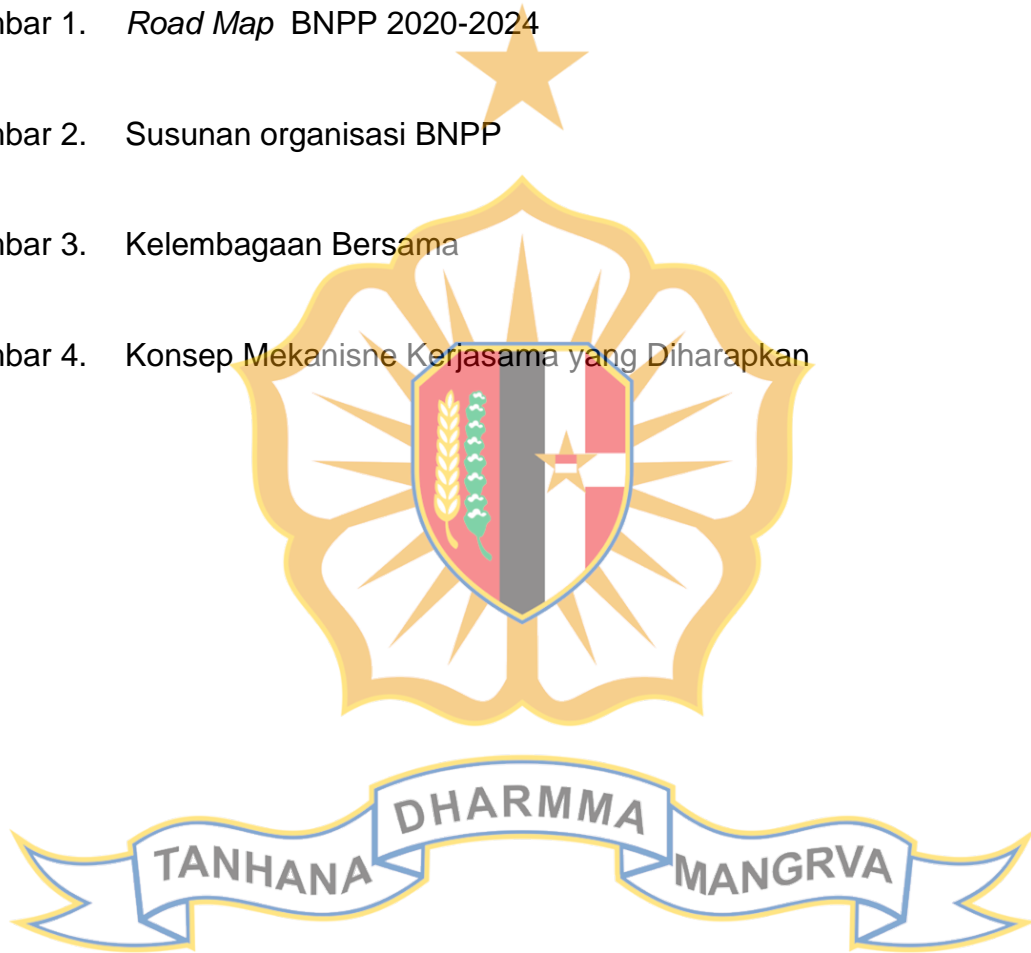 mbar 1. Road Map BNPP 2020-2024
mbar 2. Susunan organisasi BNPP
mbar 3. Kelembagaan Bersama
mbar 4. Konsep Mekanisne Kerjasama yang Diharapkan
DHARMMA
TANHANA MANGRVA